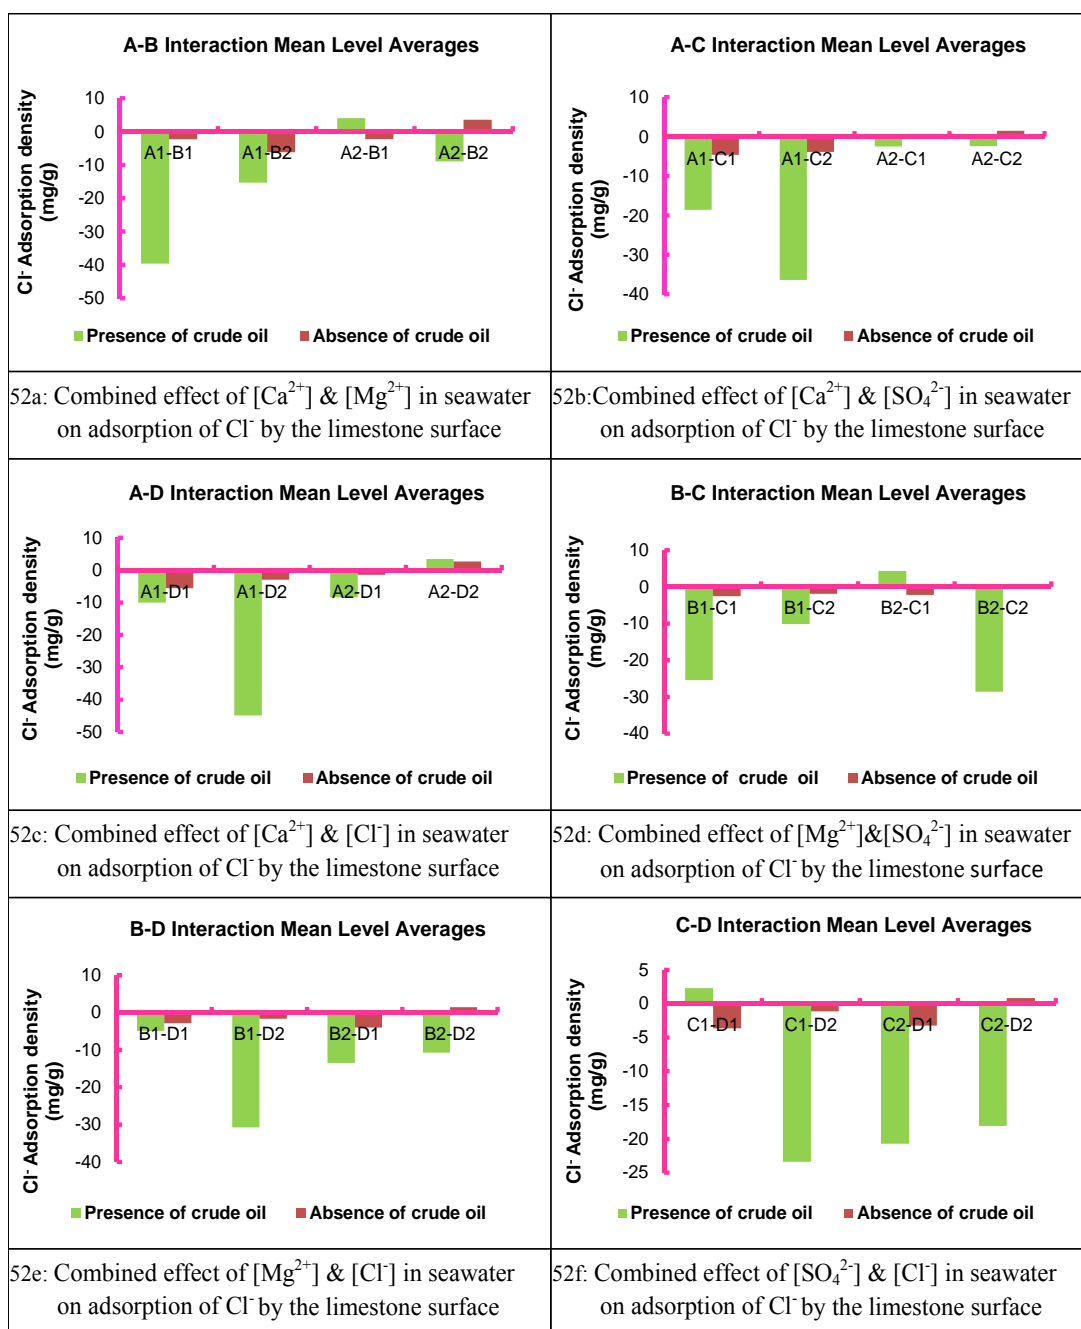 A-B Interaction Mean Level Averages
Cl⁻ Adsorption density
(mg/g)
10
0
-10
-20
-30
-40
-50
A1-B1
A1-B2
A2-B1
A2-B2
Presence of crude oil
Absence of crude oil
52a: Combined effect of [Ca²⁺] & [Mg²⁺] in seawater
on adsorption of Cl⁻ by the limestone surface
A-C Interaction Mean Level Averages
Cl⁻ Adsorption density
(mg/g)
10
0
-10
-20
-30
-40
A1-C1
A1-C2
A2-C1
A2-C2
Presence of crude oil
Absence of crude oil
52b:Combined effect of [Ca²⁺] & [SO₄²⁻] in seawater
on adsorption of Cl⁻ by the limestone surface
A-D Interaction Mean Level Averages
Cl⁻ Adsorption density
(mg/g)
10
0
-10
-20
-30
-40
-50
A1-D1
A1-D2
A2-D1
A2-D2
Presence of crude oil
Absence of crude oil
52c: Combined effect of [Ca²⁺] & [Cl⁻] in seawater
on adsorption of Cl⁻ by the limestone surface
B-C Interaction Mean Level Averages
Cl⁻ Adsorption density
(mg/g)
10
0
-10
-20
-30
-40
B1-C1
B1-C2
B2-C1
B2-C2
Presence of crude oil
Absence of crude oil
52d: Combined effect of [Mg²⁺]&[SO₄²⁻] in seawater
on adsorption of Cl⁻ by the limestone surface
B-D Interaction Mean Level Averages
Cl⁻ Adsorption density
(mg/g)
10
0
-10
-20
-30
-40
B1-D1
B1-D2
B2-D1
B2-D2
Presence of crude oil
Absence of crude oil
52e: Combined effect of [Mg²⁺] & [Cl⁻] in seawater
on adsorption of Cl⁻ by the limestone surface
C-D Interaction Mean Level Averages
Cl⁻ Adsorption density
(mg/g)
5
0
-5
-10
-15
-20
-25
C1-D1
C1-D2
C2-D1
C2-D2
Presence of crude oil
Absence of crude oil
52f: Combined effect of [SO₄²⁻] & [Cl⁻] in seawater
on adsorption of Cl⁻ by the limestone surface